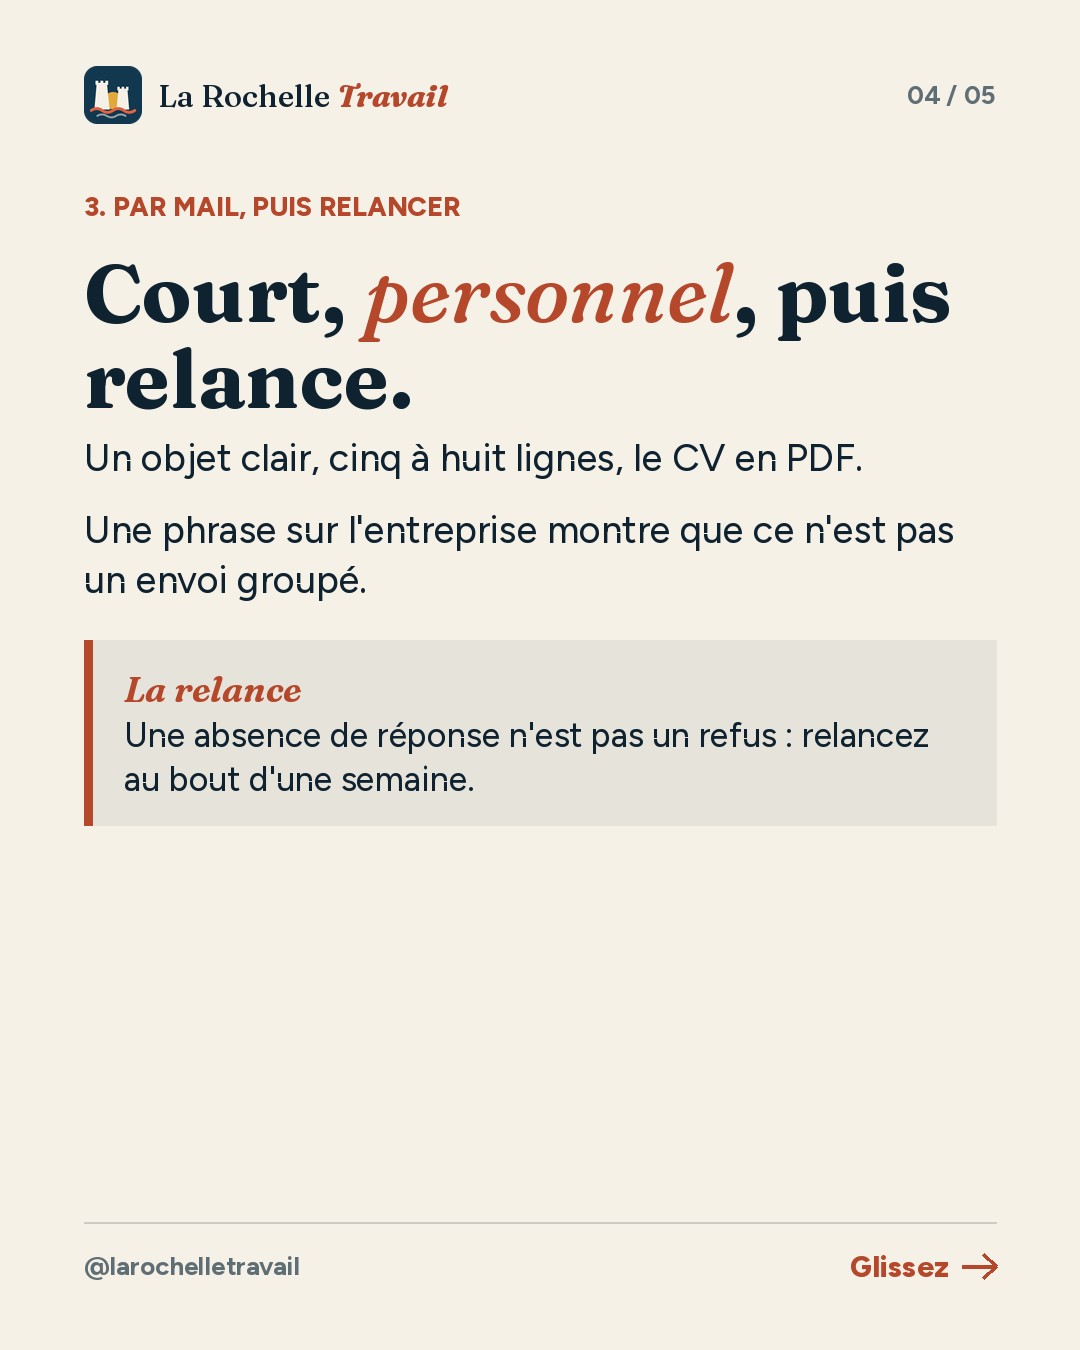 La Rochelle Travail
04 / 05
3. PAR MAIL, PUIS RELANCER
Court, personnel, puis
relance.
Un objet clair, cinq à huit lignes, le CV en PDF.
Une phrase sur l'entreprise montre que ce n'est pas
un envoi groupé.
La relance
Une absence de réponse n'est pas un refus : relancez
au bout d'une semaine.
@larochelletravail
Glissez →